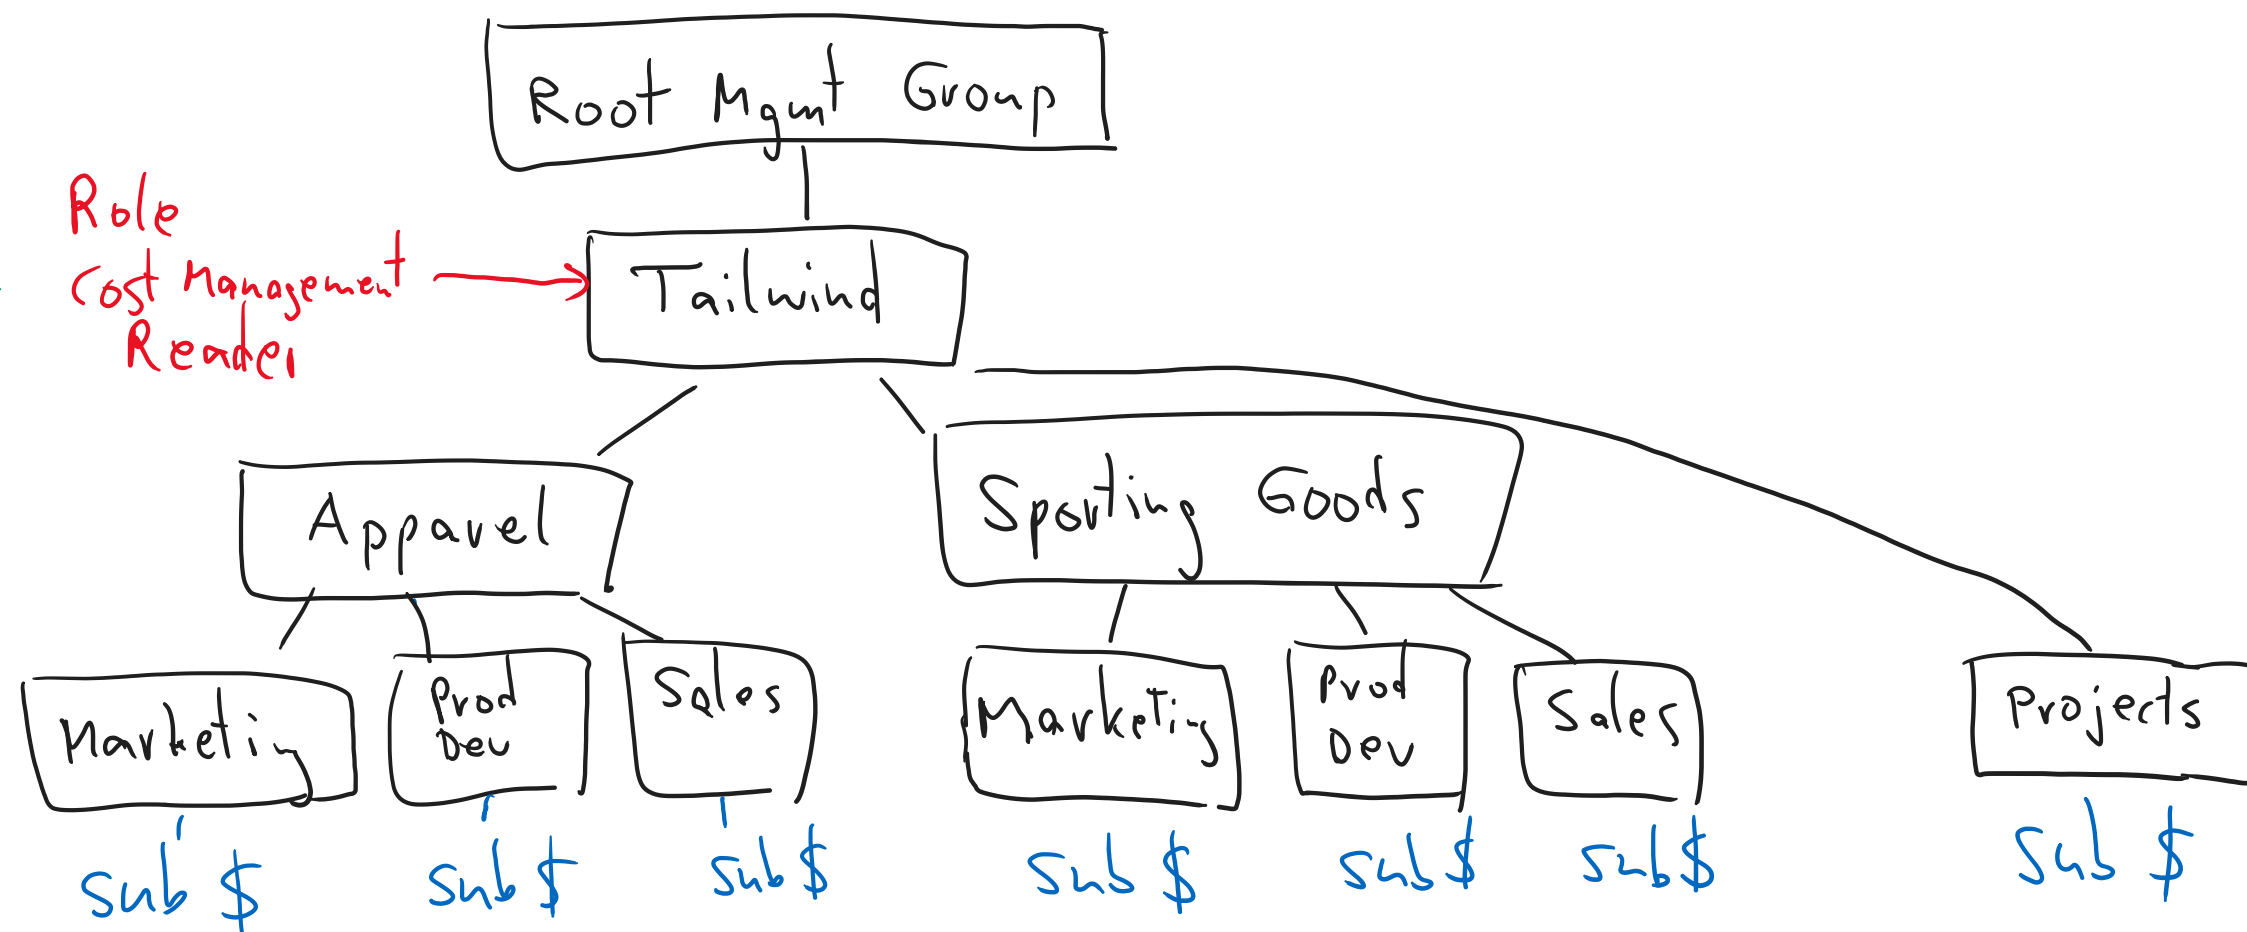 Root Mgmt Group
Role
Cost Management
Reader
Tailwind
Apparel
Sporting Goods
Marketing
Prod
Dev
Sales
Marketing
Prod
Dev
Sales
Projects
Sub $
Sub $
Sub $
Sub $
Sub $
Sub $
Sub $